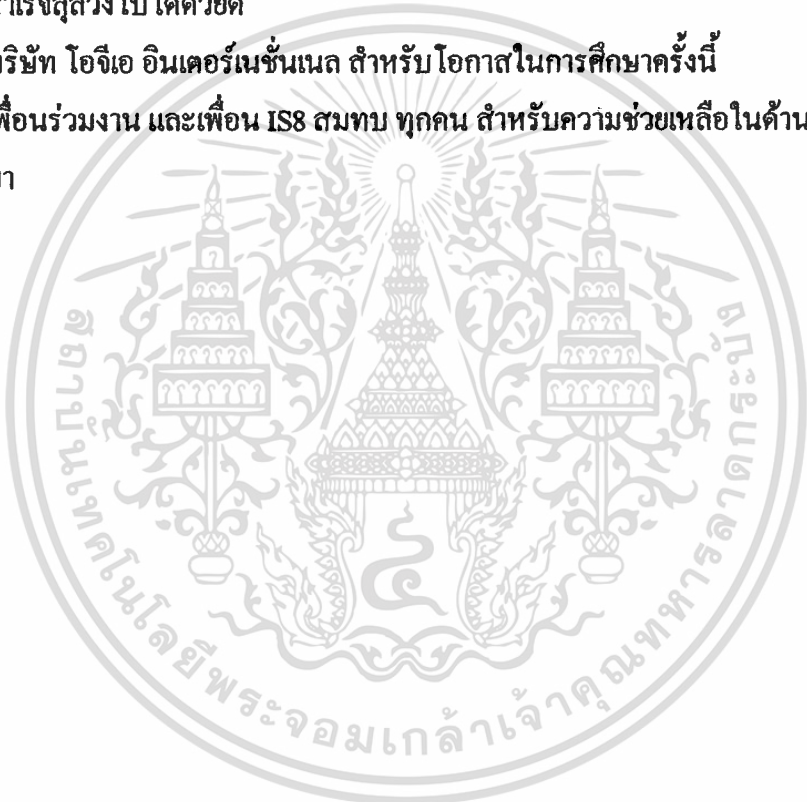 สำเร็จลุล่วงไปได้ด้วยดี
บริษัท โอจีเอ อินเตอร์เนชั่นเนล สำหรับโอกาสในการศึกษาครั้งนี้
เพื่อนร่วมงาน และเพื่อน IS8 สมทบ ทุกคน สำหรับความช่วยเหลือในด้าน
สถาบันเทคโนโลยีพระจอมเกล้าเจ้าคุณทหารลาดกระบัง